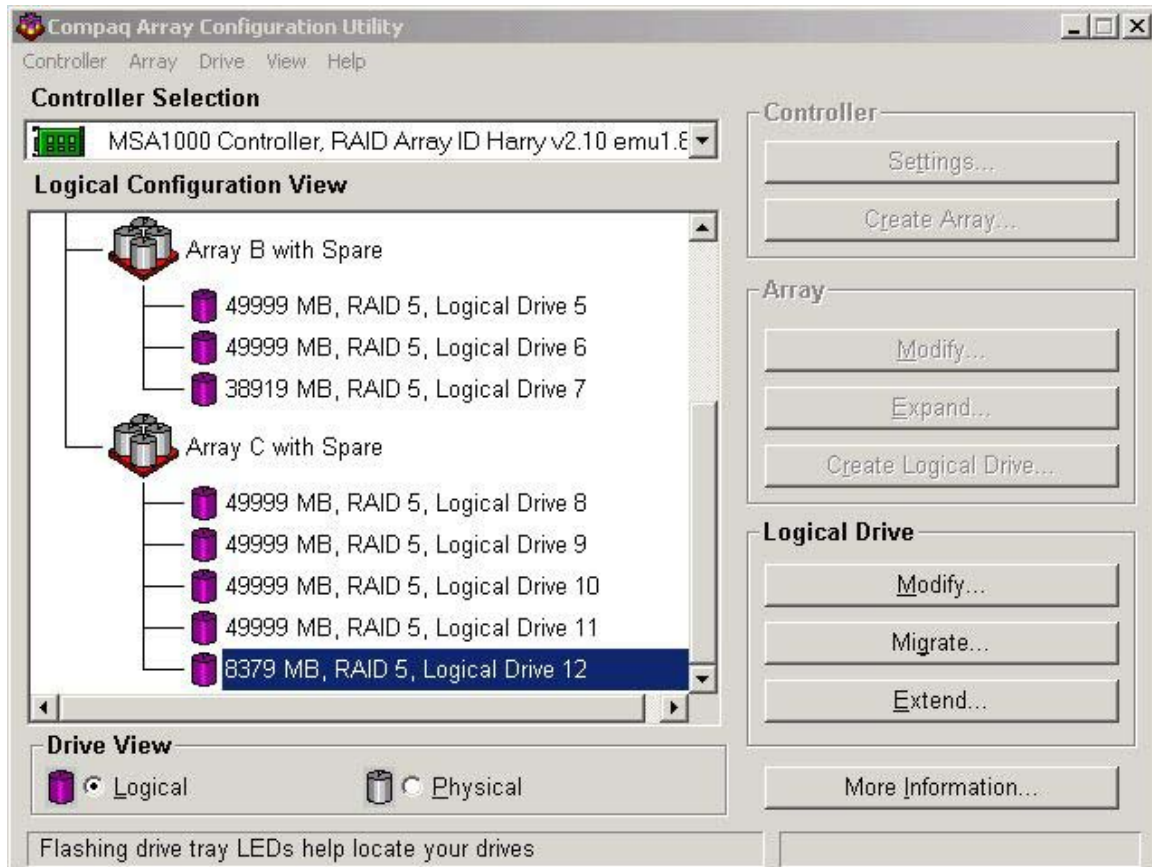 Compaq Array Configuration Utility
Controller Array Drive View Help
Controller Selection
MSA1000 Controller, RAID Array ID Harry v2.10 emu1.8
Logical Configuration View
Array B with Spare
49999 MB, RAID 5, Logical Drive 5
49999 MB, RAID 5, Logical Drive 6
38919 MB, RAID 5, Logical Drive 7
Array C with Spare
49999 MB, RAID 5, Logical Drive 8
49999 MB, RAID 5, Logical Drive 9
49999 MB, RAID 5, Logical Drive 10
49999 MB, RAID 5, Logical Drive 11
8379 MB, RAID 5, Logical Drive 12
Drive View
Logical Physical
Flashing drive tray LEDs help locate your drives
Controller
Settings...
Create Array...
Array
Modify...
Expand...
Create Logical Drive...
Logical Drive
Modify...
Migrate...
Extend...
More Information...